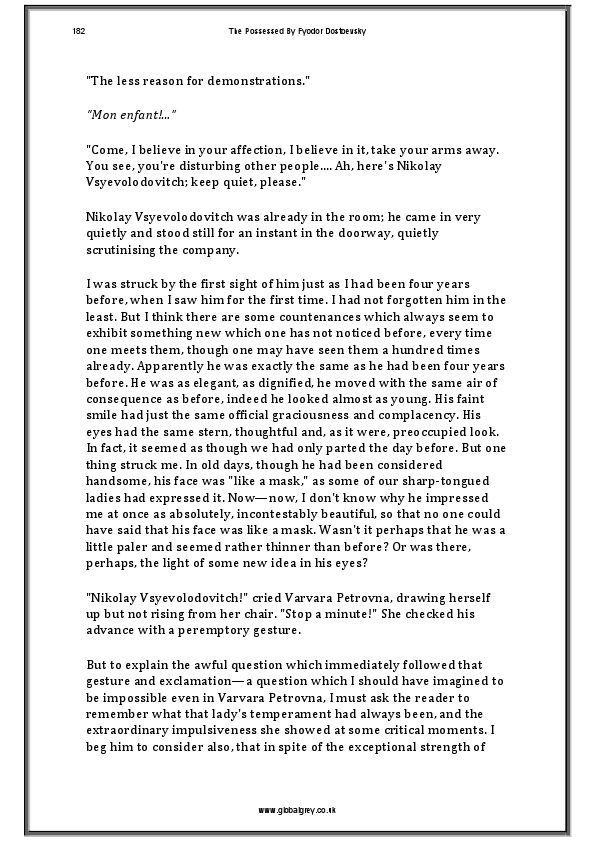 182
The Possessed By Fyodor Dostoevsky
"The less reason for demonstrations."
"Mon enfant!..."
"Come, I believe in your affection, I believe in it, take your arms away.
You see, you're disturbing other people.... Ah, here's Nikolay
Vsyevolodovitch; keep quiet, please."
Nikolay Vsyevolodovitch was already in the room; he came in very
quietly and stood still for an instant in the doorway, quietly
scrutinising the company.
I was struck by the first sight of him just as I had been four years
before, when I saw him for the first time. I had not forgotten him in the
least. But I think there are some countenances which always seem to
exhibit something new which one has not noticed before, every time
one meets them, though one may have seen them a hundred times
already. Apparently he was exactly the same as he had been four years
before. He was as elegant, as dignified, he moved with the same air of
consequence as before, indeed he looked almost as young. His faint
smile had just the same official graciousness and complacency. His
eyes had the same stern, thoughtful and, as it were, preoccupied look.
In fact, it seemed as though we had only parted the day before. But one
thing struck me. In old days, though he had been considered
handsome, his face was "like a mask," as some of our sharp-tongued
ladies had expressed it. Now—now, I don't know why he impressed
me at once as absolutely, incontestably beautiful, so that no one could
have said that his face was like a mask. Wasn't it perhaps that he was a
little paler and seemed rather thinner than before? Or was there,
perhaps, the light of some new idea in his eyes?
"Nikolay Vsyevolodovitch!" cried Varvara Petrovna, drawing herself
up but not rising from her chair. "Stop a minute!" She checked his
advance with a peremptory gesture.
But to explain the awful question which immediately followed that
gesture and exclamation—a question which I should have imagined to
be impossible even in Varvara Petrovna, I must ask the reader to
remember what that lady's temperament had always been, and the
extraordinary impulsiveness she showed at some critical moments. I
beg him to consider also, that in spite of the exceptional strength of
www.globalgrey.co.uk